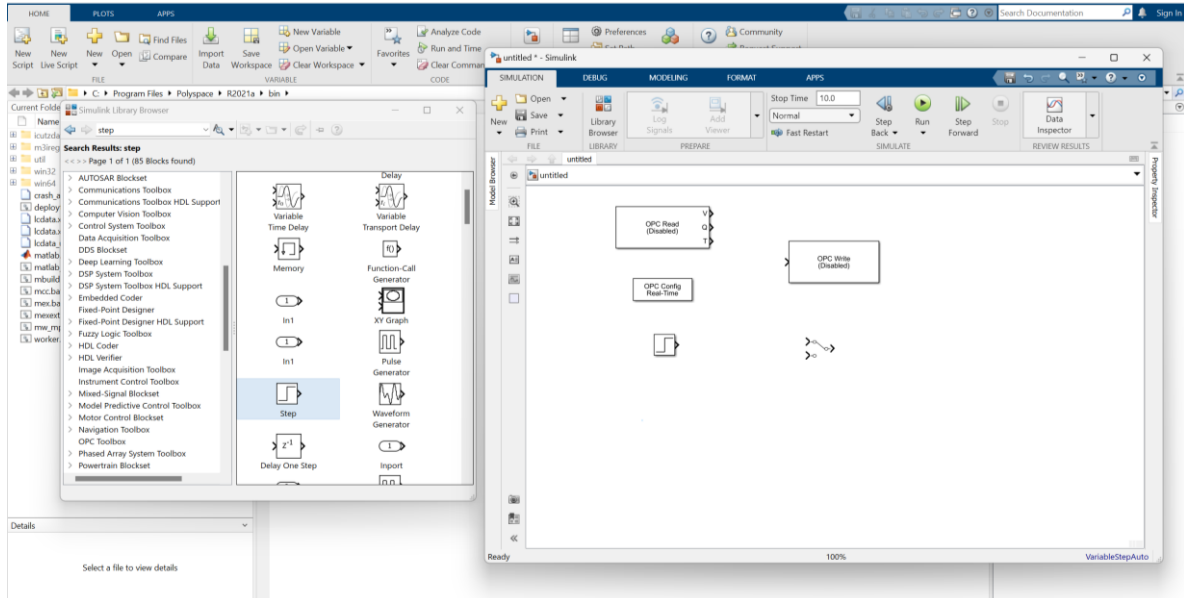 HOME PLOTS APPS
Search Documentation
Sign In
New Script
New Live Script
New
Open
Find Files
Compare
Import Data
Save Workspace
New Variable
Open Variable
Clear Workspace
Favorites
Analyze Code
Run and Time
Clear Comman
Preferences
Community
FILE
VARIABLE
CODE
C: Program Files Polyspace R2021a bin
Current Folde
Name
icutzda
m3ireg
util
win32
win64
crash_a
deploy
lcdata.x
lcdata.x
lcdata_
matlab
matlab
mbuild
mcc.ba
mex.ba
mexext
mw_mp
worker.
Details
Select a file to view details
Simulink Library Browser
step
Search Results: step
<< >> Page 1 of 1 (85 Blocks found)
AUTOSAR Blockset
Communications Toolbox
Communications Toolbox HDL Support
Computer Vision Toolbox
Control System Toolbox
Data Acquisition Toolbox
DDS Blockset
Deep Learning Toolbox
DSP System Toolbox
DSP System Toolbox HDL Support
Embedded Coder
Fixed-Point Designer
Fixed-Point Designer HDL Support
Fuzzy Logic Toolbox
HDL Coder
HDL Verifier
Image Acquisition Toolbox
Instrument Control Toolbox
Mixed-Signal Blockset
Model Predictive Control Toolbox
Motor Control Blockset
Navigation Toolbox
OPC Toolbox
Phased Array System Toolbox
Powertrain Blockset
Delay
Variable
Time Delay
Variable
Transport Delay
Memory
f()
Function-Call
Generator
1
In1
XY Graph
1
In1
Pulse
Generator
Step
Waveform
Generator
z-1
Delay One Step
1
Inport
untitled * - Simulink
SIMULATION DEBUG MODELING FORMAT APPS
New
Open
Save
Print
Library
Browser
Log
Signals
Add
Viewer
Stop Time 10.0
Normal
Fast Restart
Step
Back
Run
Step
Forward
Stop
Data
Inspector
FILE
LIBRARY
PREPARE
SIMULATE
REVIEW RESULTS
untitled
untitled
Model Browser
Property Inspector
OPC Read
(Disabled)
V
Q
T
OPC Write
(Disabled)
OPC Config
Real-Time
Ready
100%
VariableStepAuto